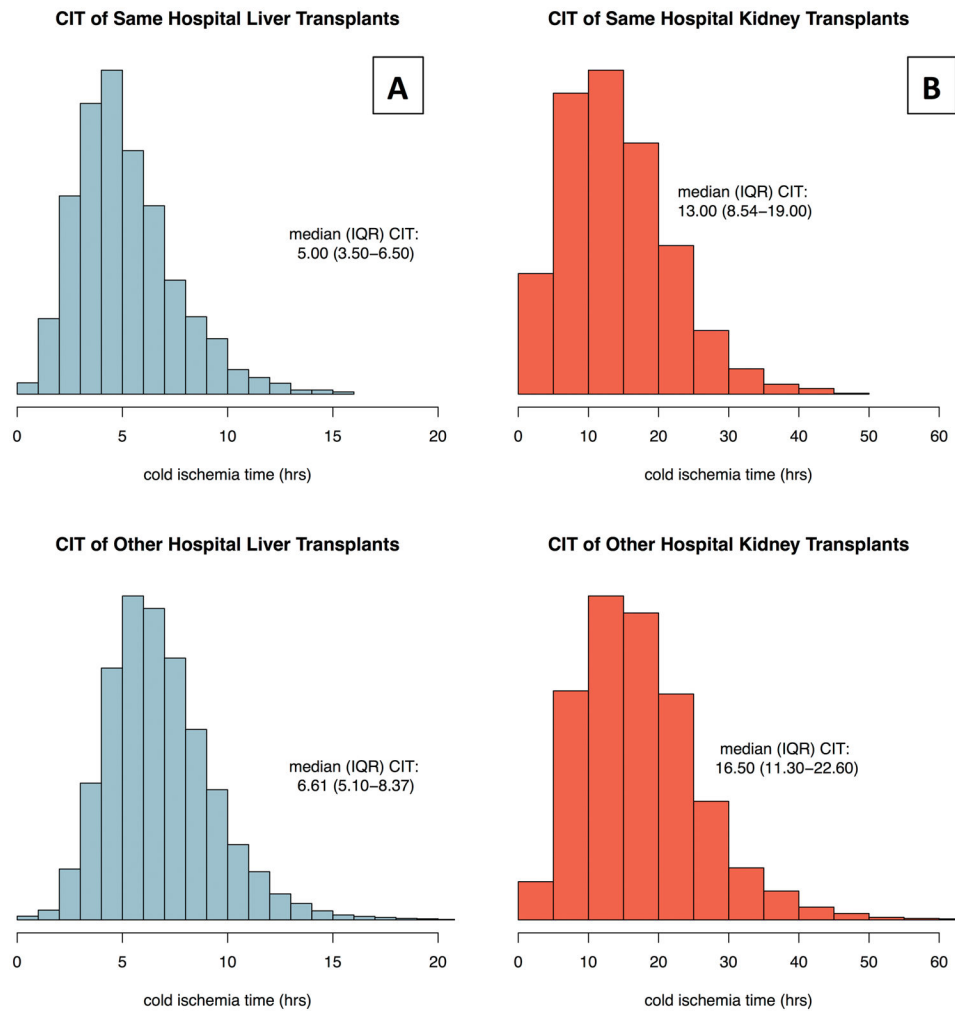 CIT of Same Hospital Liver Transplants
A
median (IQR) CIT:
5.00 (3.50–6.50)
0 5 10 15 20
cold ischemia time (hrs)
CIT of Same Hospital Kidney Transplants
B
median (IQR) CIT:
13.00 (8.54–19.00)
0 10 20 30 40 50 60
cold ischemia time (hrs)
CIT of Other Hospital Liver Transplants
median (IQR) CIT:
6.61 (5.10–8.37)
0 5 10 15 20
cold ischemia time (hrs)
CIT of Other Hospital Kidney Transplants
median (IQR) CIT:
16.50 (11.30–22.60)
0 10 20 30 40 50 60
cold ischemia time (hrs)